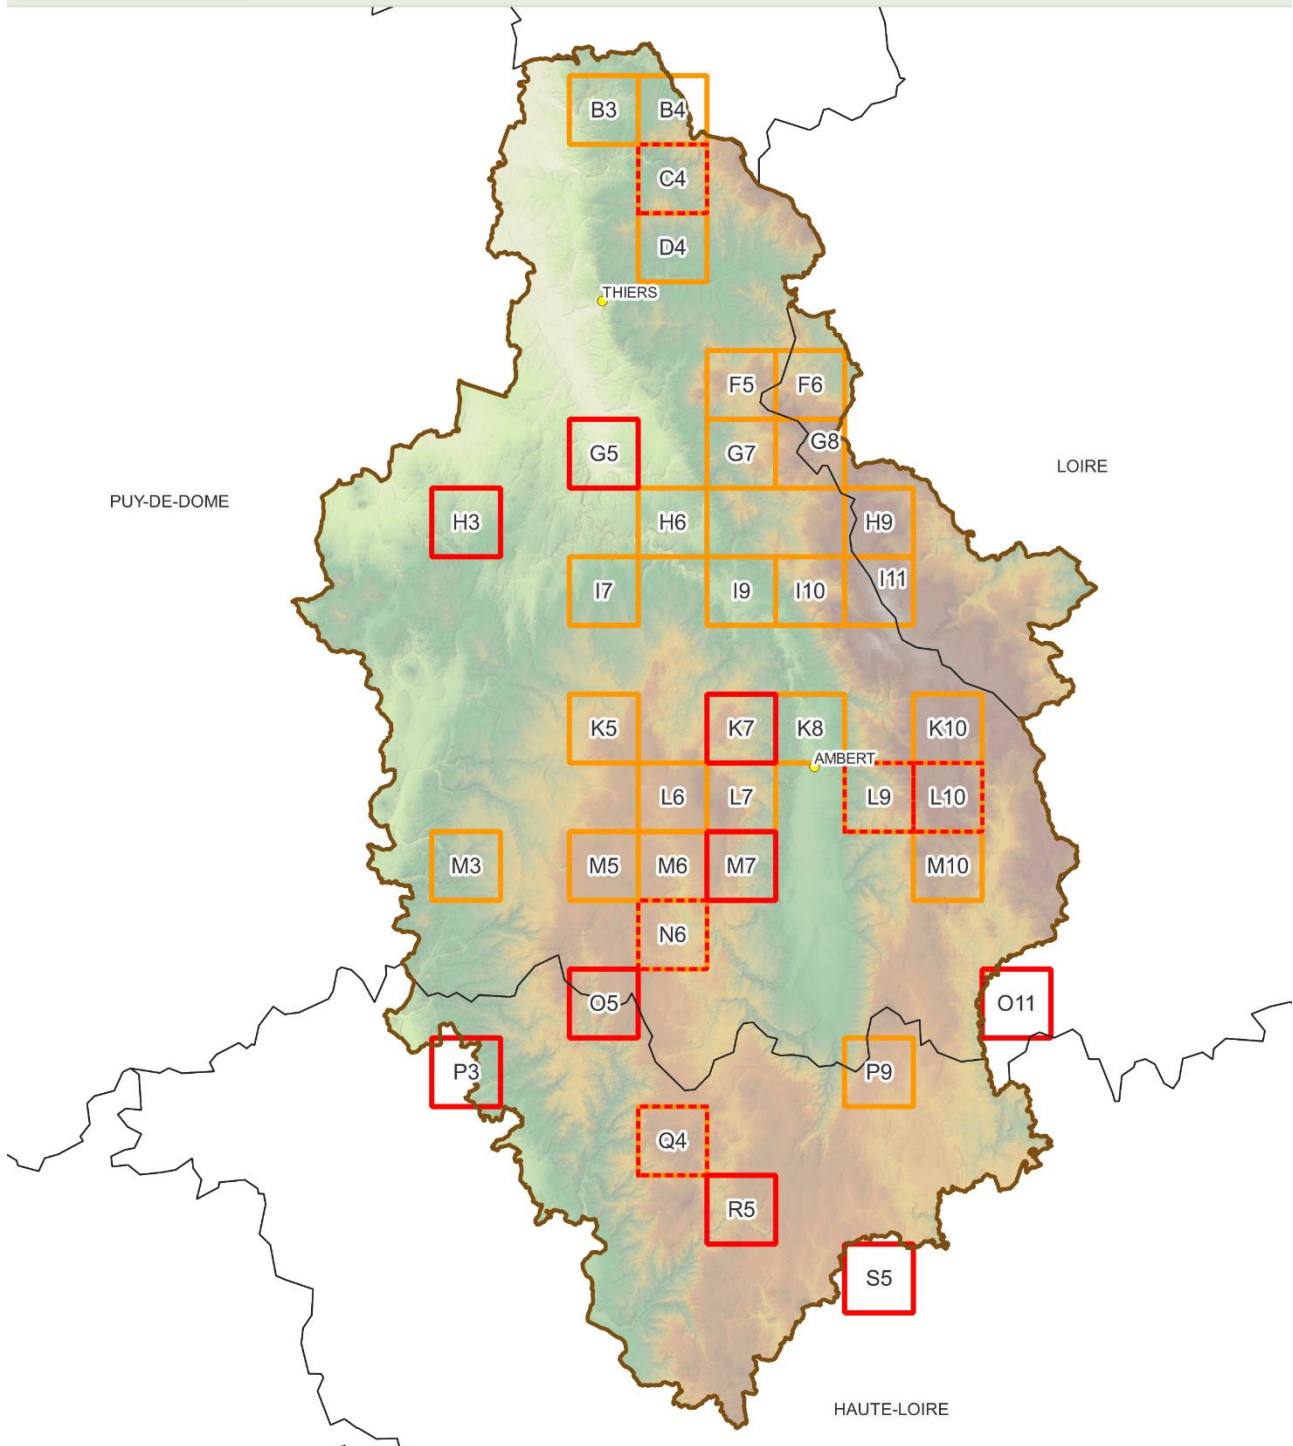 B3 B4
C4
D4
THIERS
F5 F6
G5 G7 G8
LOIRE
PUY-DE-DOME
H3 H6 H9
I7 I9 I10 I11
K5 K7 K8 K10
AMBERT
L6 L7 L9 L10
M3 M5 M6 M7 M10
N6
O5 O11
P3 P9
Q4
R5
S5
HAUTE-LOIRE